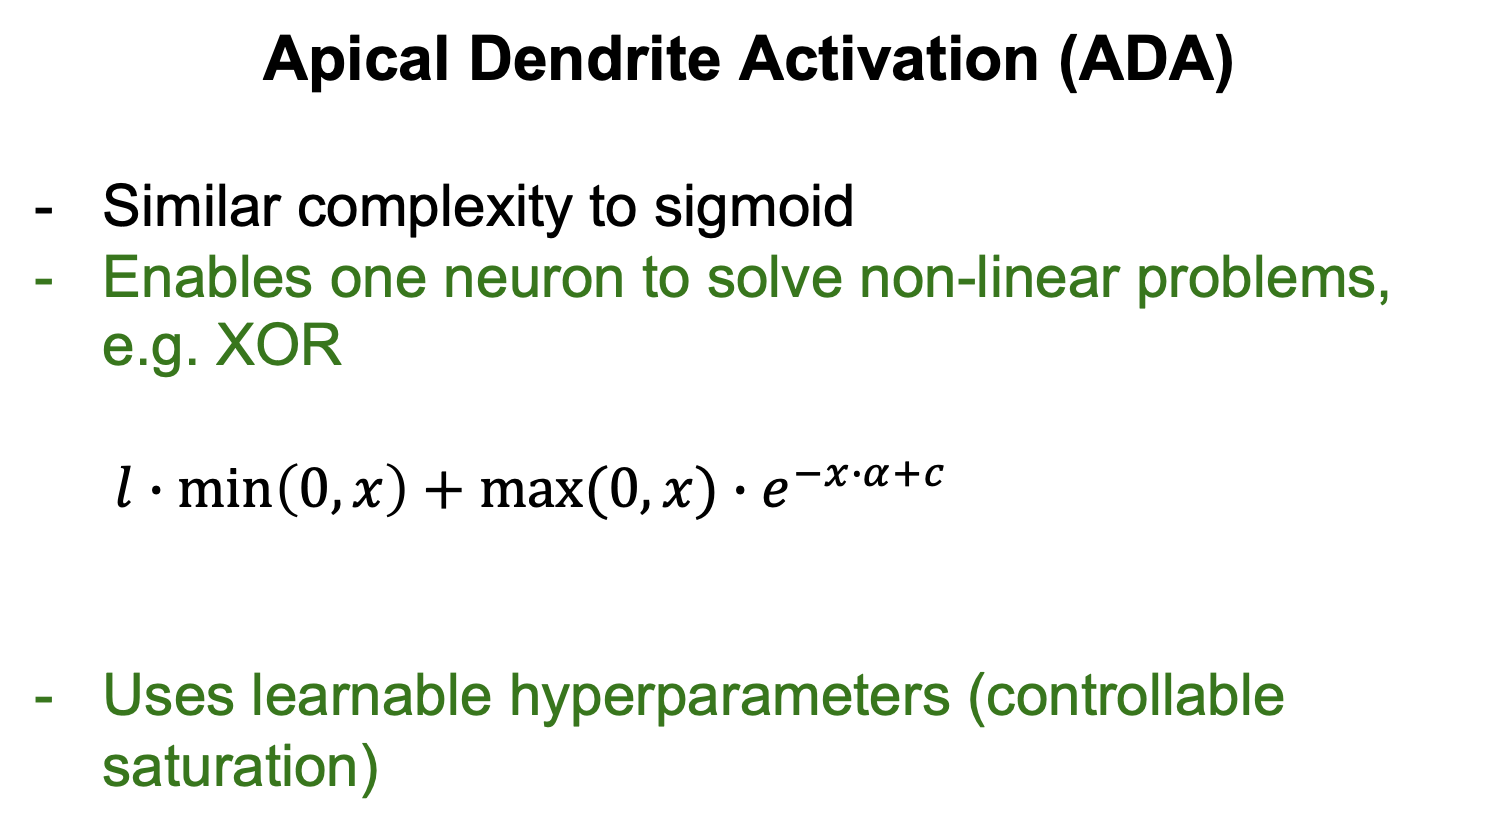 Apical Dendrite Activation (ADA)
- Similar complexity to sigmoid
- Enables one neuron to solve non-linear problems,
e.g. XOR
l · min(0, x) + max(0, x) · e^{−x·α+c}
- Uses learnable hyperparameters (controllable
saturation)